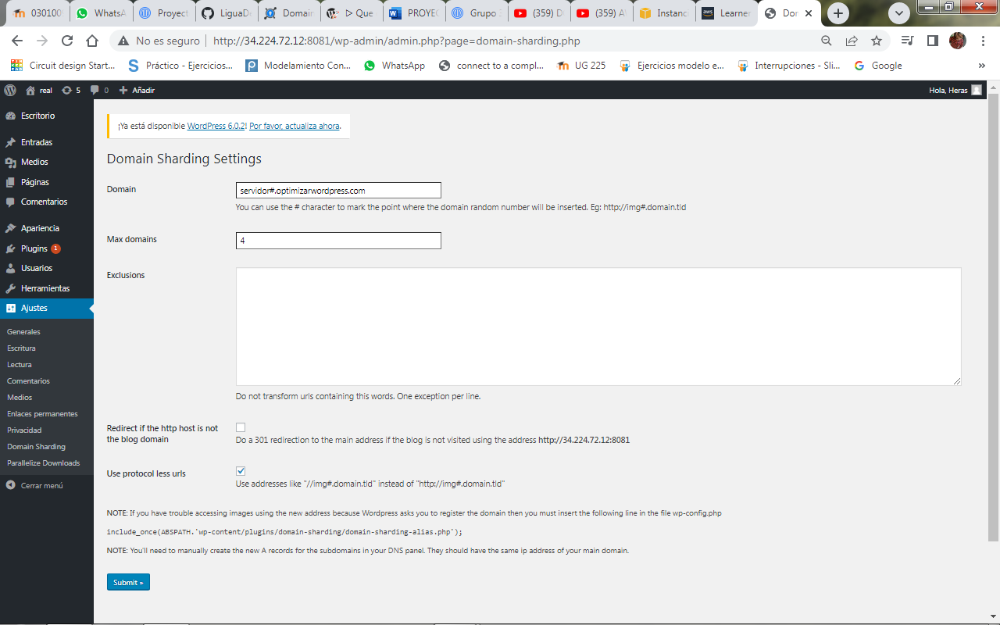 030100
WhatsA
Proyect
LiguaD
Domain
▷ Que
PROYEC
Grupo
(359) D
(359) A
Instanc
Learner
Dor
No es seguro | http://34.224.72.12:8081/wp-admin/admin.php?page=domain-sharding.php
Circuit design Start... Práctico - Ejercicios... Modelamiento Con... WhatsApp connect to a compl... UG 225 Ejercicios modelo e... Interrupciones - Sli... Google »
real 5 0 + Añadir Hola, Heras
Escritorio
Entradas
Medios
Páginas
Comentarios
Apariencia
Plugins 1
Usuarios
Herramientas
Ajustes
Generales
Escritura
Lectura
Comentarios
Medios
Enlaces permanentes
Privacidad
Domain Sharding
Parallelize Downloads
Cerrar menú
¡Ya está disponible WordPress 6.0.2! Por favor, actualiza ahora.
Domain Sharding Settings
Domain servidor#.optimizarwordpress.com
You can use the # character to mark the point where the domain random number will be inserted. Eg: http://img#.domain.tld
Max domains 4
Exclusions
Do not transform urls containing this words. One exception per line.
Redirect if the http host is not
the blog domain
Do a 301 redirection to the main address if the blog is not visited using the address http://34.224.72.12:8081
Use protocol less urls
Use addresses like "//img#.domain.tld" instead of "http://img#.domain.tld"
NOTE: If you have trouble accessing images using the new address because Wordpress asks you to register the domain then you must insert the following line in the file wp-config.php
include_once(ABSPATH.'wp-content/plugins/domain-sharding/domain-sharding-alias.php');
NOTE: You'll need to manually create the new A records for the subdomains in your DNS panel. They should have the same ip address of your main domain.
Submit »